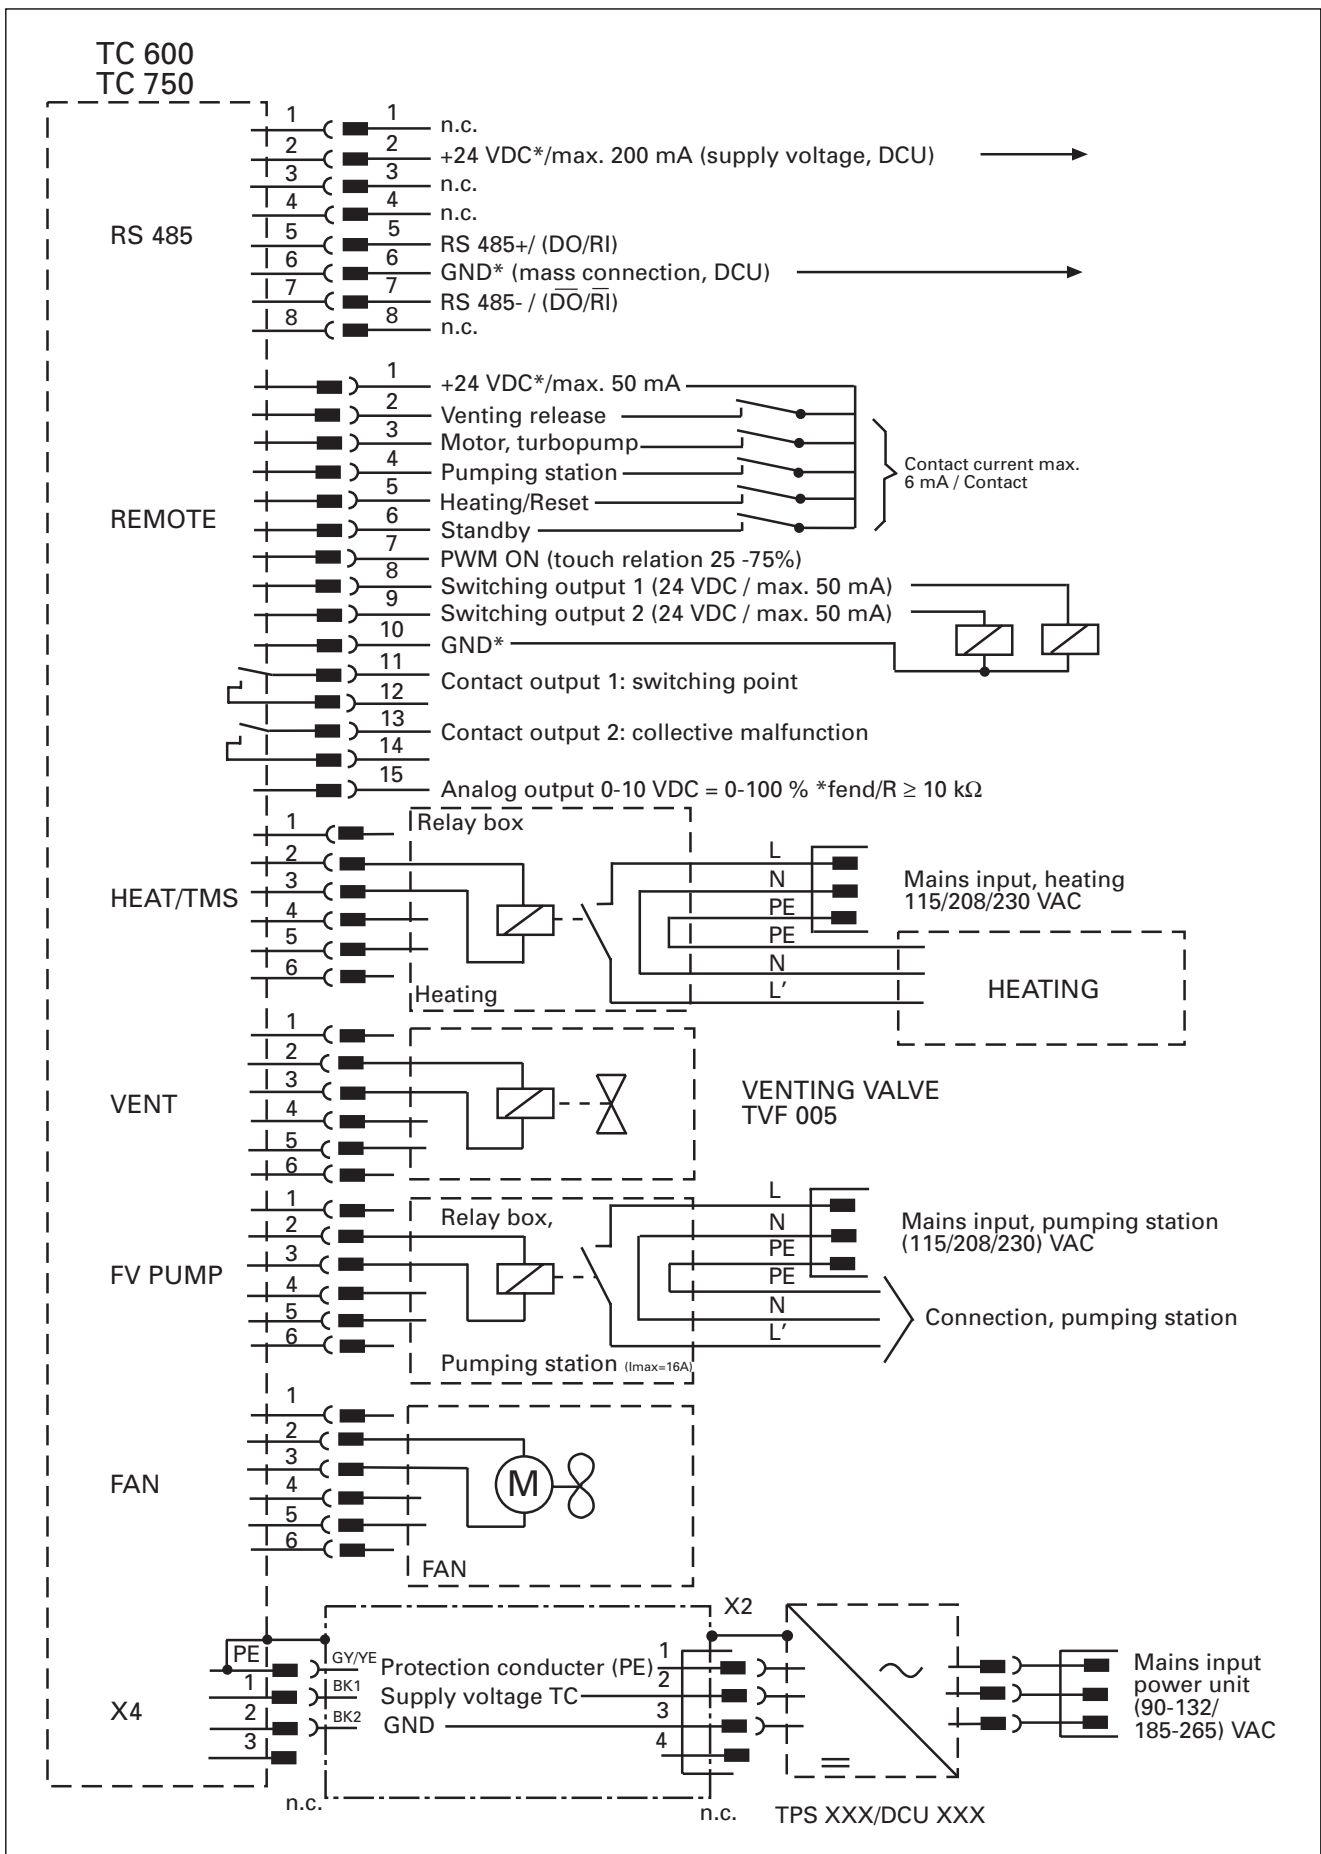 TC 600
TC 750
RS 485
1 1 n.c.
2 2 +24 VDC*/max. 200 mA (supply voltage, DCU)
3 3 n.c.
4 4 n.c.
5 5 RS 485+/ (DO/RI)
6 6 GND* (mass connection, DCU)
7 7 RS 485- / (D̅O̅/R̅I̅)
8 8 n.c.
REMOTE
1 +24 VDC*/max. 50 mA
2 Venting release
3 Motor, turbopump
4 Pumping station
5 Heating/Reset
6 Standby
Contact current max.
6 mA / Contact
7 PWM ON (touch relation 25 -75%)
8 Switching output 1 (24 VDC / max. 50 mA)
9 Switching output 2 (24 VDC / max. 50 mA)
10 GND*
11
Contact output 1: switching point
12
13
Contact output 2: collective malfunction
14
15 Analog output 0-10 VDC = 0-100 % *fend/R ≥ 10 kΩ
HEAT/TMS
1
2
3
4
5
6
Relay box
Heating
L
N
PE
PE
N
L′
Mains input, heating
115/208/230 VAC
HEATING
VENT
1
2
3
4
5
6
VENTING VALVE
TVF 005
FV PUMP
1
2
3
4
5
6
Relay box,
Pumping station (Imax=16A)
L
N
PE
PE
N
L′
Mains input, pumping station
(115/208/230) VAC
Connection, pumping station
FAN
1
2
3
4
5
6
M
FAN
X4
PE
1
2
3
GY/YE
BK1
BK2
n.c.
Protection conducter (PE)
Supply voltage TC
GND
X2
1
2
3
4
n.c.
TPS XXX/DCU XXX
Mains input
power unit
(90-132/
185-265) VAC